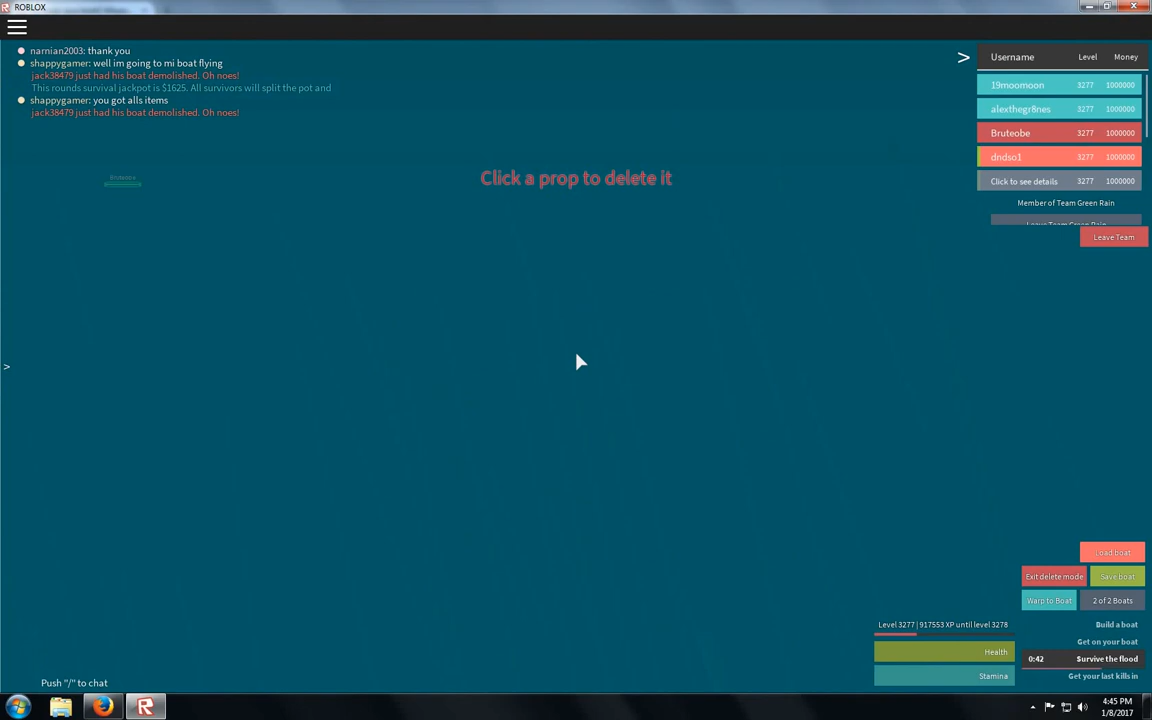 ROBLOX
narnian2003: thank you
shappygamer: well im going to mi boat flying
jack38479 just had his boat demolished. Oh noes!
This rounds survival jackpot is $1625. All survivors will split the pot and
shappygamer: you got alls items
jack38479 just had his boat demolished. Oh noes!
>
Username Level Money
19moomoon 3277 1000000
alexthegr8nes 3277 1000000
Bruteobe 3277 1000000
dndso1 3277 1000000
Click to see details 3277 1000000
Member of Team Green Rain
Leave Team Green Rain
Leave Team
Bruteobe
Click a prop to delete it
>
Load boat
Exit delete mode Save boat
Warp to Boat 2 of 2 Boats
Build a boat
Get on your boat
0:42 Survive the flood
Get your last kills in
Level 3277 | 917553 XP until level 3278
Health
Stamina
Push "/" to chat
4:45 PM
1/8/2017